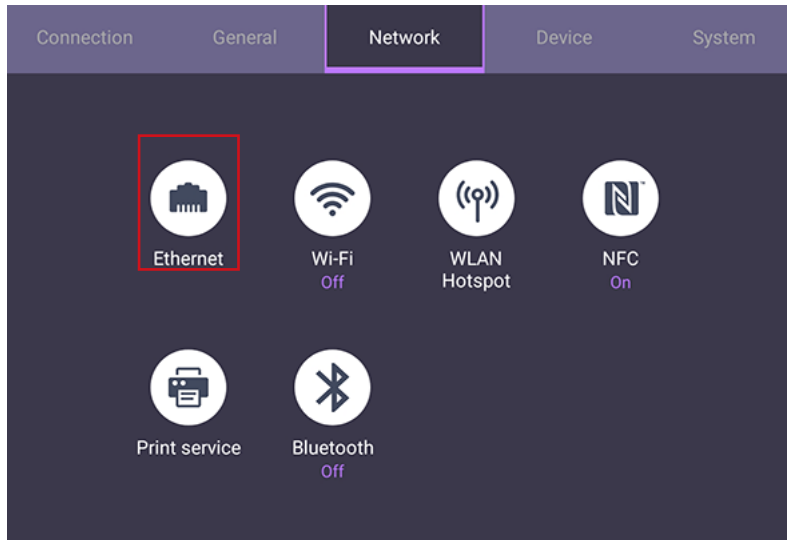 Connection General Network Device System
Ethernet
Wi-Fi
Off
WLAN
Hotspot
NFC
On
Print service
Bluetooth
Off